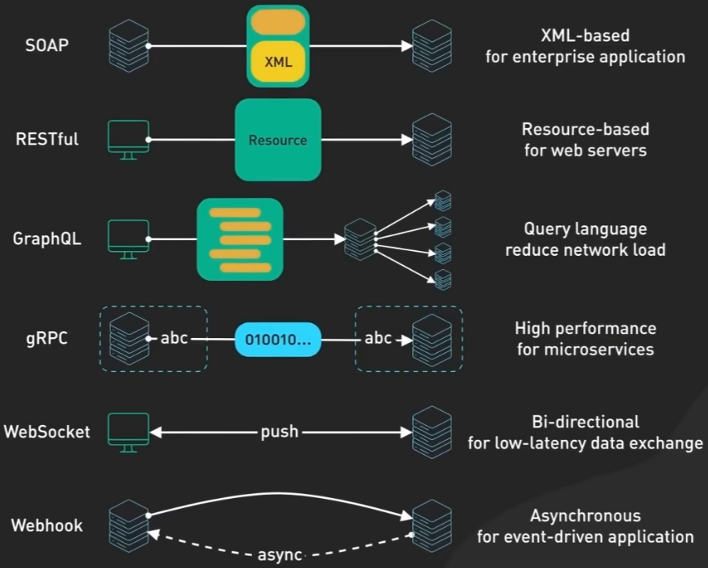 SOAP
XML
XML-based
for enterprise application
RESTful
Resource
Resource-based
for web servers
GraphQL
Query language
reduce network load
gRPC
abc
010010...
abc
High performance
for microservices
WebSocket
push
Bi-directional
for low-latency data exchange
Webhook
async
Asynchronous
for event-driven application